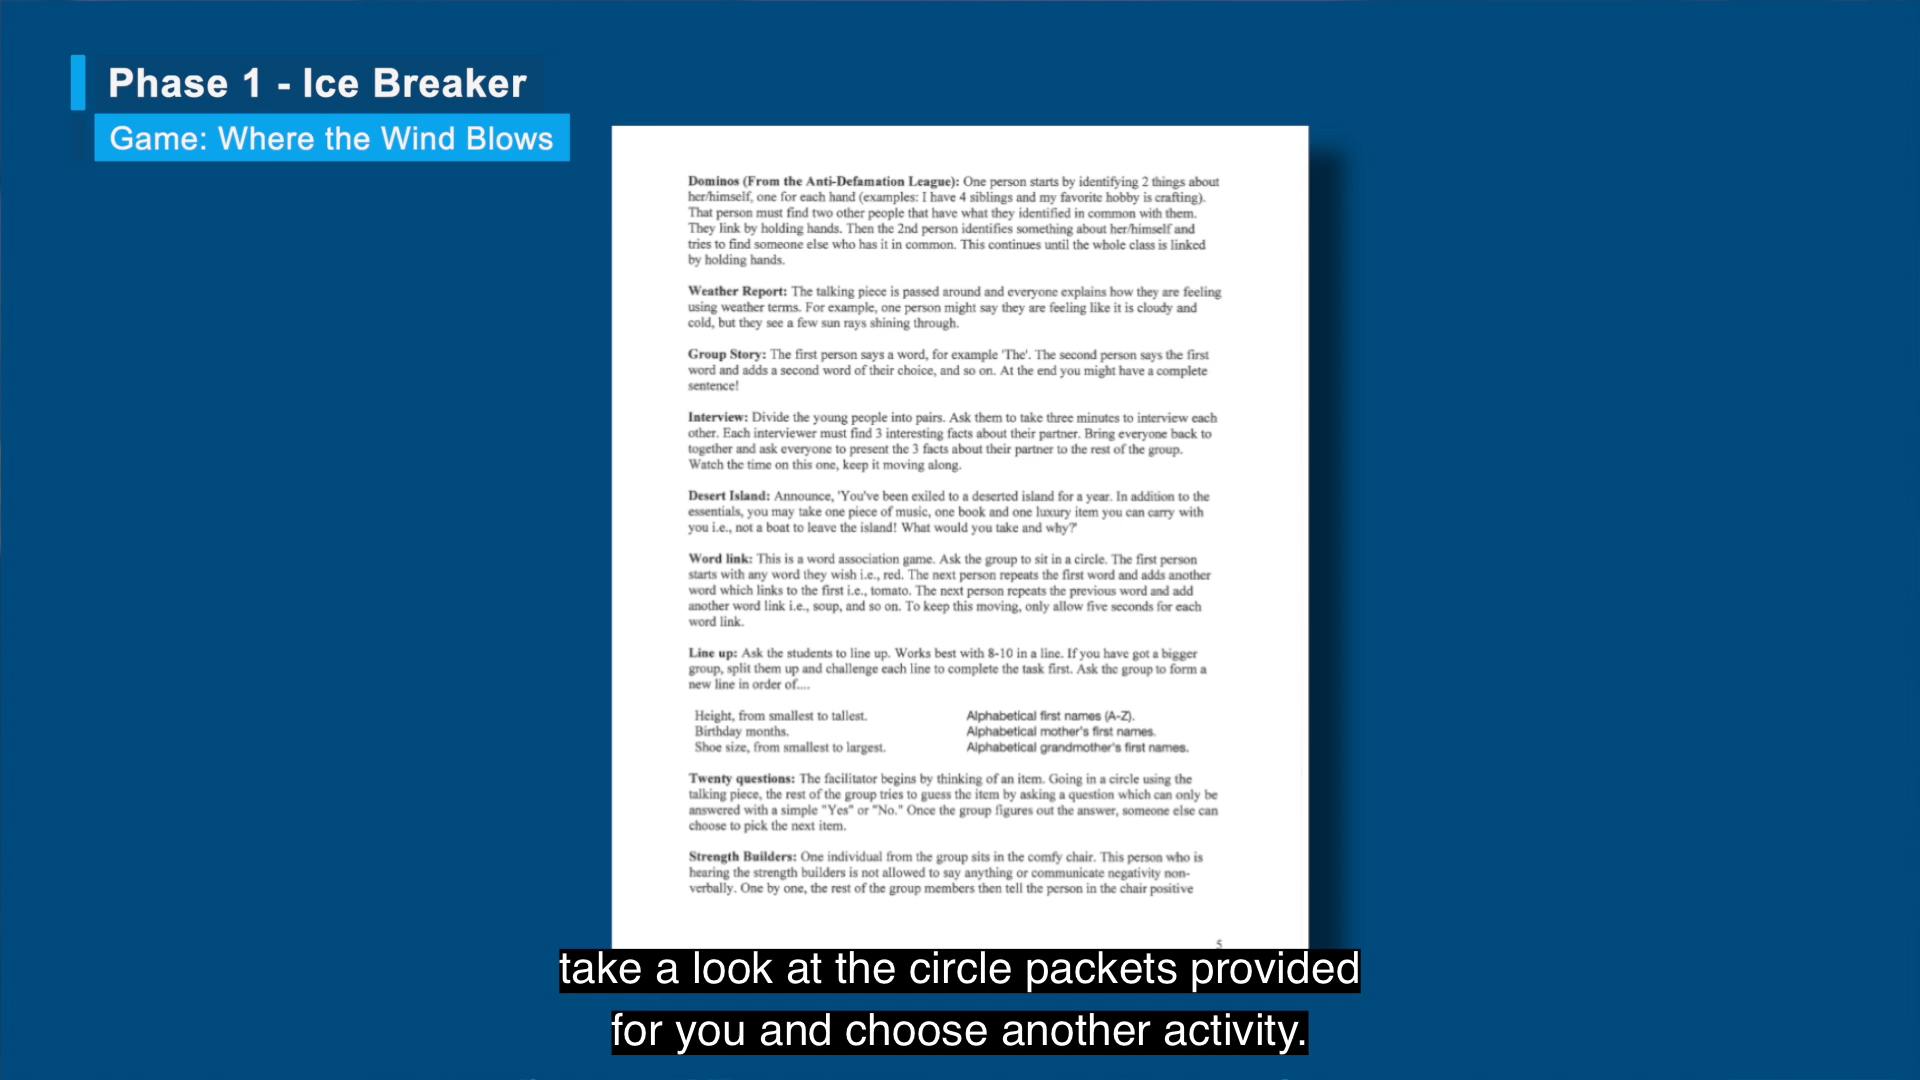 Phase 1 - Ice Breaker
Game: Where the Wind Blows
Dominos (From the Anti-Defamation League): One person starts by identifying 2 things about
her/himself, one for each hand (examples: I have 4 siblings and my favorite hobby is crafting).
That person must find two other people that have what they identified in common with them.
They link by holding hands. Then the 2nd person identifies something about her/himself and
tries to find someone else who has it in common. This continues until the whole class is linked
by holding hands.
Weather Report: The talking piece is passed around and everyone explains how they are feeling
using weather terms. For example, one person might say they are feeling like it is cloudy and
cold, but they see a few sun rays shining through.
Group Story: The first person says a word, for example 'The'. The second person says the first
word and adds a second word of their choice, and so on. At the end you might have a complete
sentence!
Interview: Divide the young people into pairs. Ask them to take three minutes to interview each
other. Each interviewer must find 3 interesting facts about their partner. Bring everyone back to
together and ask everyone to present the 3 facts about their partner to the rest of the group.
Watch the time on this one, keep it moving along.
Desert Island: Announce, 'You've been exiled to a deserted island for a year. In addition to the
essentials, you may take one piece of music, one book and one luxury item you can carry with
you i.e., not a boat to leave the island! What would you take and why?'
Word link: This is a word association game. Ask the group to sit in a circle. The first person
starts with any word they wish i.e., red. The next person repeats the first word and adds another
word which links to the first i.e., tomato. The next person repeats the previous word and add
another word link i.e., soup, and so on. To keep this moving, only allow five seconds for each
word link.
Line up: Ask the students to line up. Works best with 8-10 in a line. If you have got a bigger
group, split them up and challenge each line to complete the task first. Ask the group to form a
new line in order of....
Height, from smallest to tallest.
Birthday months.
Shoe size, from smallest to largest.
Alphabetical first names (A-Z).
Alphabetical mother's first names.
Alphabetical grandmother's first names.
Twenty questions: The facilitator begins by thinking of an item. Going in a circle using the
talking piece, the rest of the group tries to guess the item by asking a question which can only be
answered with a simple "Yes" or "No." Once the group figures out the answer, someone else can
choose to pick the next item.
Strength Builders: One individual from the group sits in the comfy chair. This person who is
hearing the strength builders is not allowed to say anything or communicate negativity non-
verbally. One by one, the rest of the group members then tell the person in the chair positive
5
take a look at the circle packets provided
for you and choose another activity.